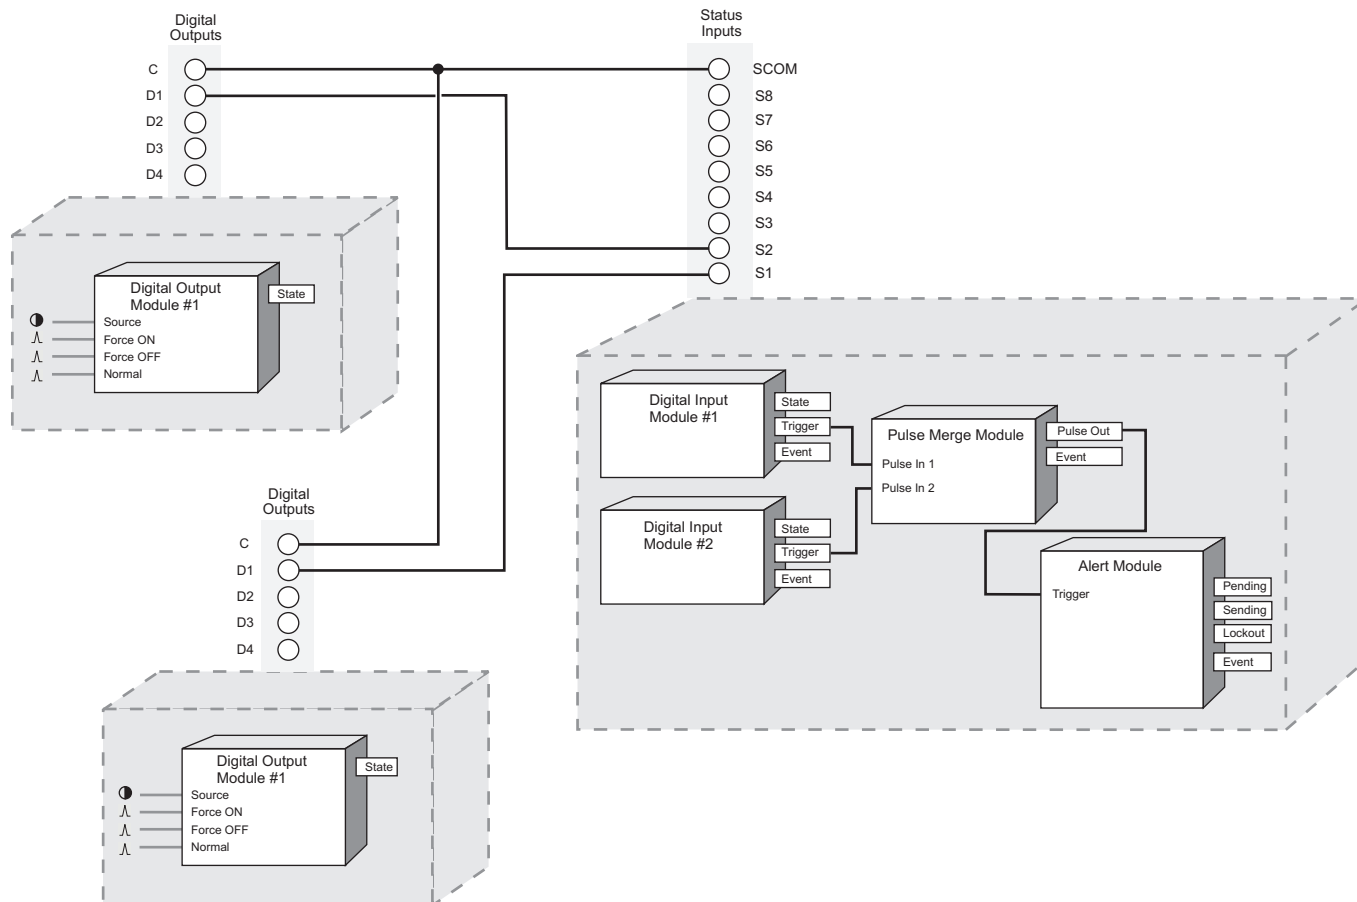 Digital
Outputs
C
D1
D2
D3
D4
Status
Inputs
SCOM
S8
S7
S6
S5
S4
S3
S2
S1
Digital Output
Module #1
State
Source
Force ON
Force OFF
Normal
Digital Input
Module #1
State
Trigger
Event
Digital Input
Module #2
State
Trigger
Event
Pulse Merge Module
Pulse In 1
Pulse In 2
Pulse Out
Event
Alert Module
Trigger
Pending
Sending
Lockout
Event
Digital
Outputs
C
D1
D2
D3
D4
Digital Output
Module #1
State
Source
Force ON
Force OFF
Normal